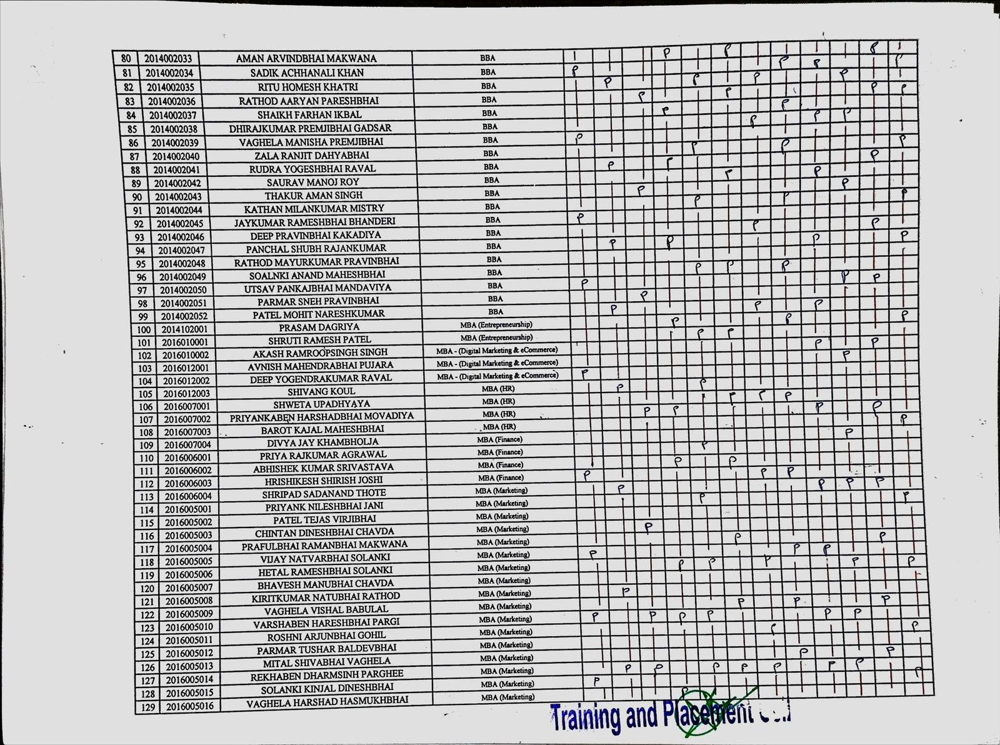 80 2014002033 AMAN ARVINDBHAI MAKWANA BBA
81 2014002034 SADIK ACHHANALI KHAN BBA
82 2014002035 RITU HOMESH KHATRI BBA
83 2014002036 RATHOD AARYAN PARESHBHAI BBA
84 2014002037 SHAIKH FARHAN IKBAL BBA
85 2014002038 DHIRAJKUMAR PREMJIBHAI GADSAR BBA
86 2014002039 VAGHELA MANISHA PREMJIBHAI BBA
87 2014002040 ZALA RANJIT DAHYABHAI BBA
88 2014002041 RUDRA YOGESHBHAI RAVAL BBA
89 2014002042 SAURAV MANOJ ROY BBA
90 2014002043 THAKUR AMAN SINGH BBA
91 2014002044 KATHAN MILANKUMAR MISTRY BBA
92 2014002045 JAYKUMAR RAMESHBHAI BHANDERI BBA
93 2014002046 DEEP PRAVINBHAI KAKADIYA BBA
94 2014002047 PANCHAL SHUBH RAJANKUMAR BBA
95 2014002048 RATHOD MAYURKUMAR PRAVINBHAI BBA
96 2014002049 SOALNKI ANAND MAHESHBHAI BBA
97 2014002050 UTSAV PANKAJBHAI MANDAVIYA BBA
98 2014002051 PARMAR SNEH PRAVINBHAI BBA
99 2014002052 PATEL MOHIT NARESHKUMAR BBA
100 2014102001 PRASAM DAGRIYA MBA (Entrepreneurship)
101 2016010001 SHRUTI RAMESH PATEL MBA (Entrepreneurship)
102 2016010002 AKASH RAMROOPSINGH SINGH MBA - (Digital Marketing & eCommerce)
103 2016012001 AVNISH MAHENDRABHAI PUJARA MBA - (Digital Marketing & eCommerce)
104 2016012002 DEEP YOGENDRAKUMAR RAVAL MBA - (Digital Marketing & eCommerce)
105 2016012003 SHIVANG KOUL MBA (HR)
106 2016007001 SHWETA UPADHYAYA MBA (HR)
107 2016007002 PRIYANKABEN HARSHADBHAI MOVADIYA MBA (HR)
108 2016007003 BAROT KAJAL MAHESHBHAI MBA (HR)
109 2016007004 DIVYA JAY KHAMBHOLJA MBA (Finance)
110 2016006001 PRIYA RAJKUMAR AGRAWAL MBA (Finance)
111 2016006002 ABHISHEK KUMAR SRIVASTAVA MBA (Finance)
112 2016006003 HRISHIKESH SHIRISH JOSHI MBA (Finance)
113 2016006004 SHRIPAD SADANAND THOTE MBA (Marketing)
114 2016005001 PRIYANK NILESHBHAI JANI MBA (Marketing)
115 2016005002 PATEL TEJAS VIRJIBHAI MBA (Marketing)
116 2016005003 CHINTAN DINESHBHAI CHAVDA MBA (Marketing)
117 2016005004 PRAFULBHAI RAMANBHAI MAKWANA MBA (Marketing)
118 2016005005 VIJAY NATVARBHAI SOLANKI MBA (Marketing)
119 2016005006 HETAL RAMESHBHAI SOLANKI MBA (Marketing)
120 2016005007 BHAVESH MANUBHAI CHAVDA MBA (Marketing)
121 2016005008 KIRITKUMAR NATUBHAI RATHOD MBA (Marketing)
122 2016005009 VAGHELA VISHAL BABULAL MBA (Marketing)
123 2016005010 VARSHABEN HARESHBHAI PARGI MBA (Marketing)
124 2016005011 ROSHNI ARJUNBHAI GOHIL MBA (Marketing)
125 2016005012 PARMAR TUSHAR BALDEVBHAI MBA (Marketing)
126 2016005013 MITAL SHIVABHAI VAGHELA MBA (Marketing)
127 2016005014 REKHABEN DHARMSINH PARGHEE MBA (Marketing)
128 2016005015 SOLANKI KINJAL DINESHBHAI MBA (Marketing)
129 2016005016 VAGHELA HARSHAD HASMUKHBHAI MBA (Marketing)
Training and Placement